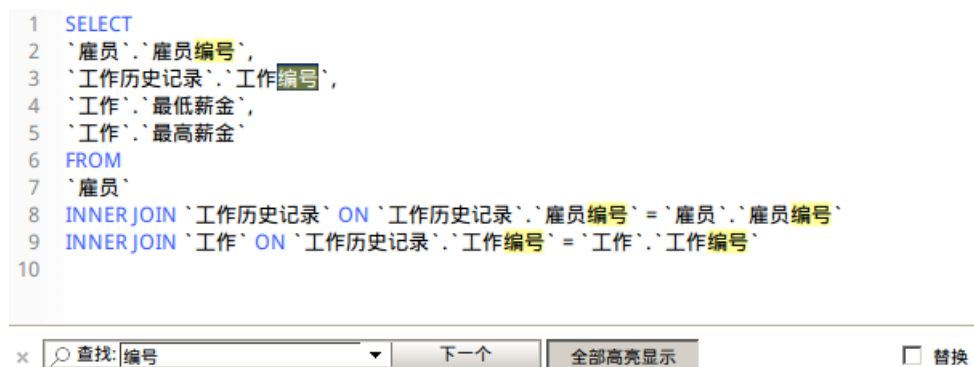 1 SELECT
2 `雇员`.`雇员编号`,
3 `工作历史记录`.`工作编号`,
4 `工作`.`最低薪金`,
5 `工作`.`最高薪金`
6 FROM
7 `雇员`
8 INNER JOIN `工作历史记录` ON `工作历史记录`.`雇员编号` = `雇员`.`雇员编号`
9 INNER JOIN `工作` ON `工作历史记录`.`工作编号` = `工作`.`工作编号`
10
× 查找: 编号 下一个 全部高亮显示 替换